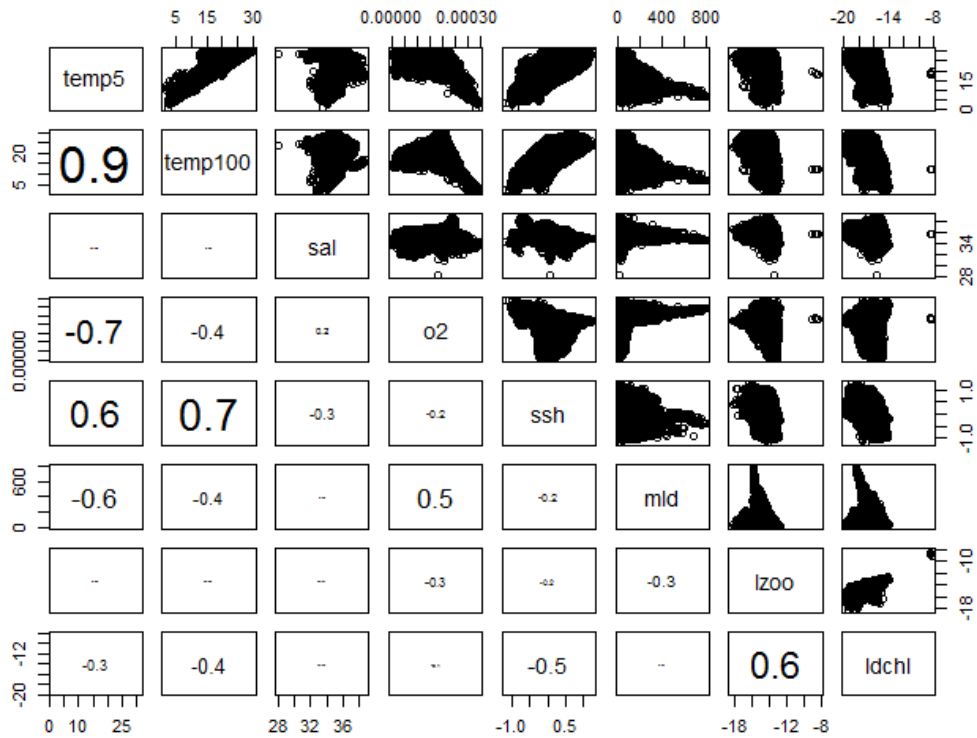 5 15 30 0.00000 0.00030 0 400 800 -20 -14 -8
temp5 0 15
5 20 0.9 temp100
-- -- sal 28 34
0.00000 -0.7 -0.4 0.2 o2
0.6 0.7 -0.3 -0.2 ssh -1.0 1.0
0 600 -0.6 -0.4 -- 0.5 -0.2 mld
-- -- -- -0.3 -0.2 -0.3 lzoo -18 -10
-20 -12 -0.3 -0.4 -- -0.5 -- 0.6 ldchl
0 10 30 28 32 36 -1.0 0.5 -18 -12 -8